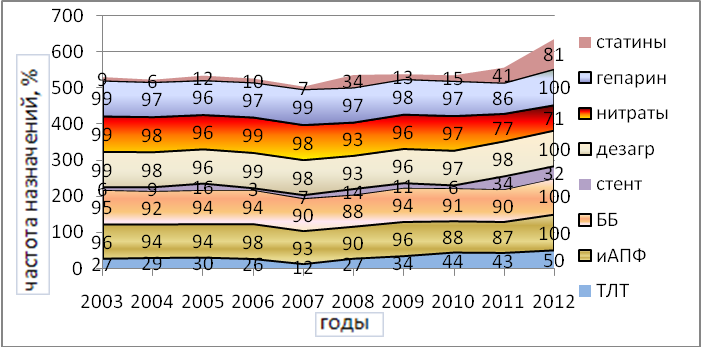 700
600
500
400
300
200
100
0
частота назначений, %
9 6 12 10 7 34 13 15 41 81
99 97 96 97 99 97 98 97 86 100
99 98 96 99 98 93 96 97 77 71
99 98 96 99 98 93 96 97 98 100
6 9 16 3 7 14 11 6 34 32
95 92 94 94 90 88 94 91 90 100
96 94 94 98 93 90 96 88 87 100
27 29 30 26 12 27 34 44 43 50
2003 2004 2005 2006 2007 2008 2009 2010 2011 2012
годы
статины
гепарин
нитраты
дезагр
стент
ББ
иАПФ
ТЛТ